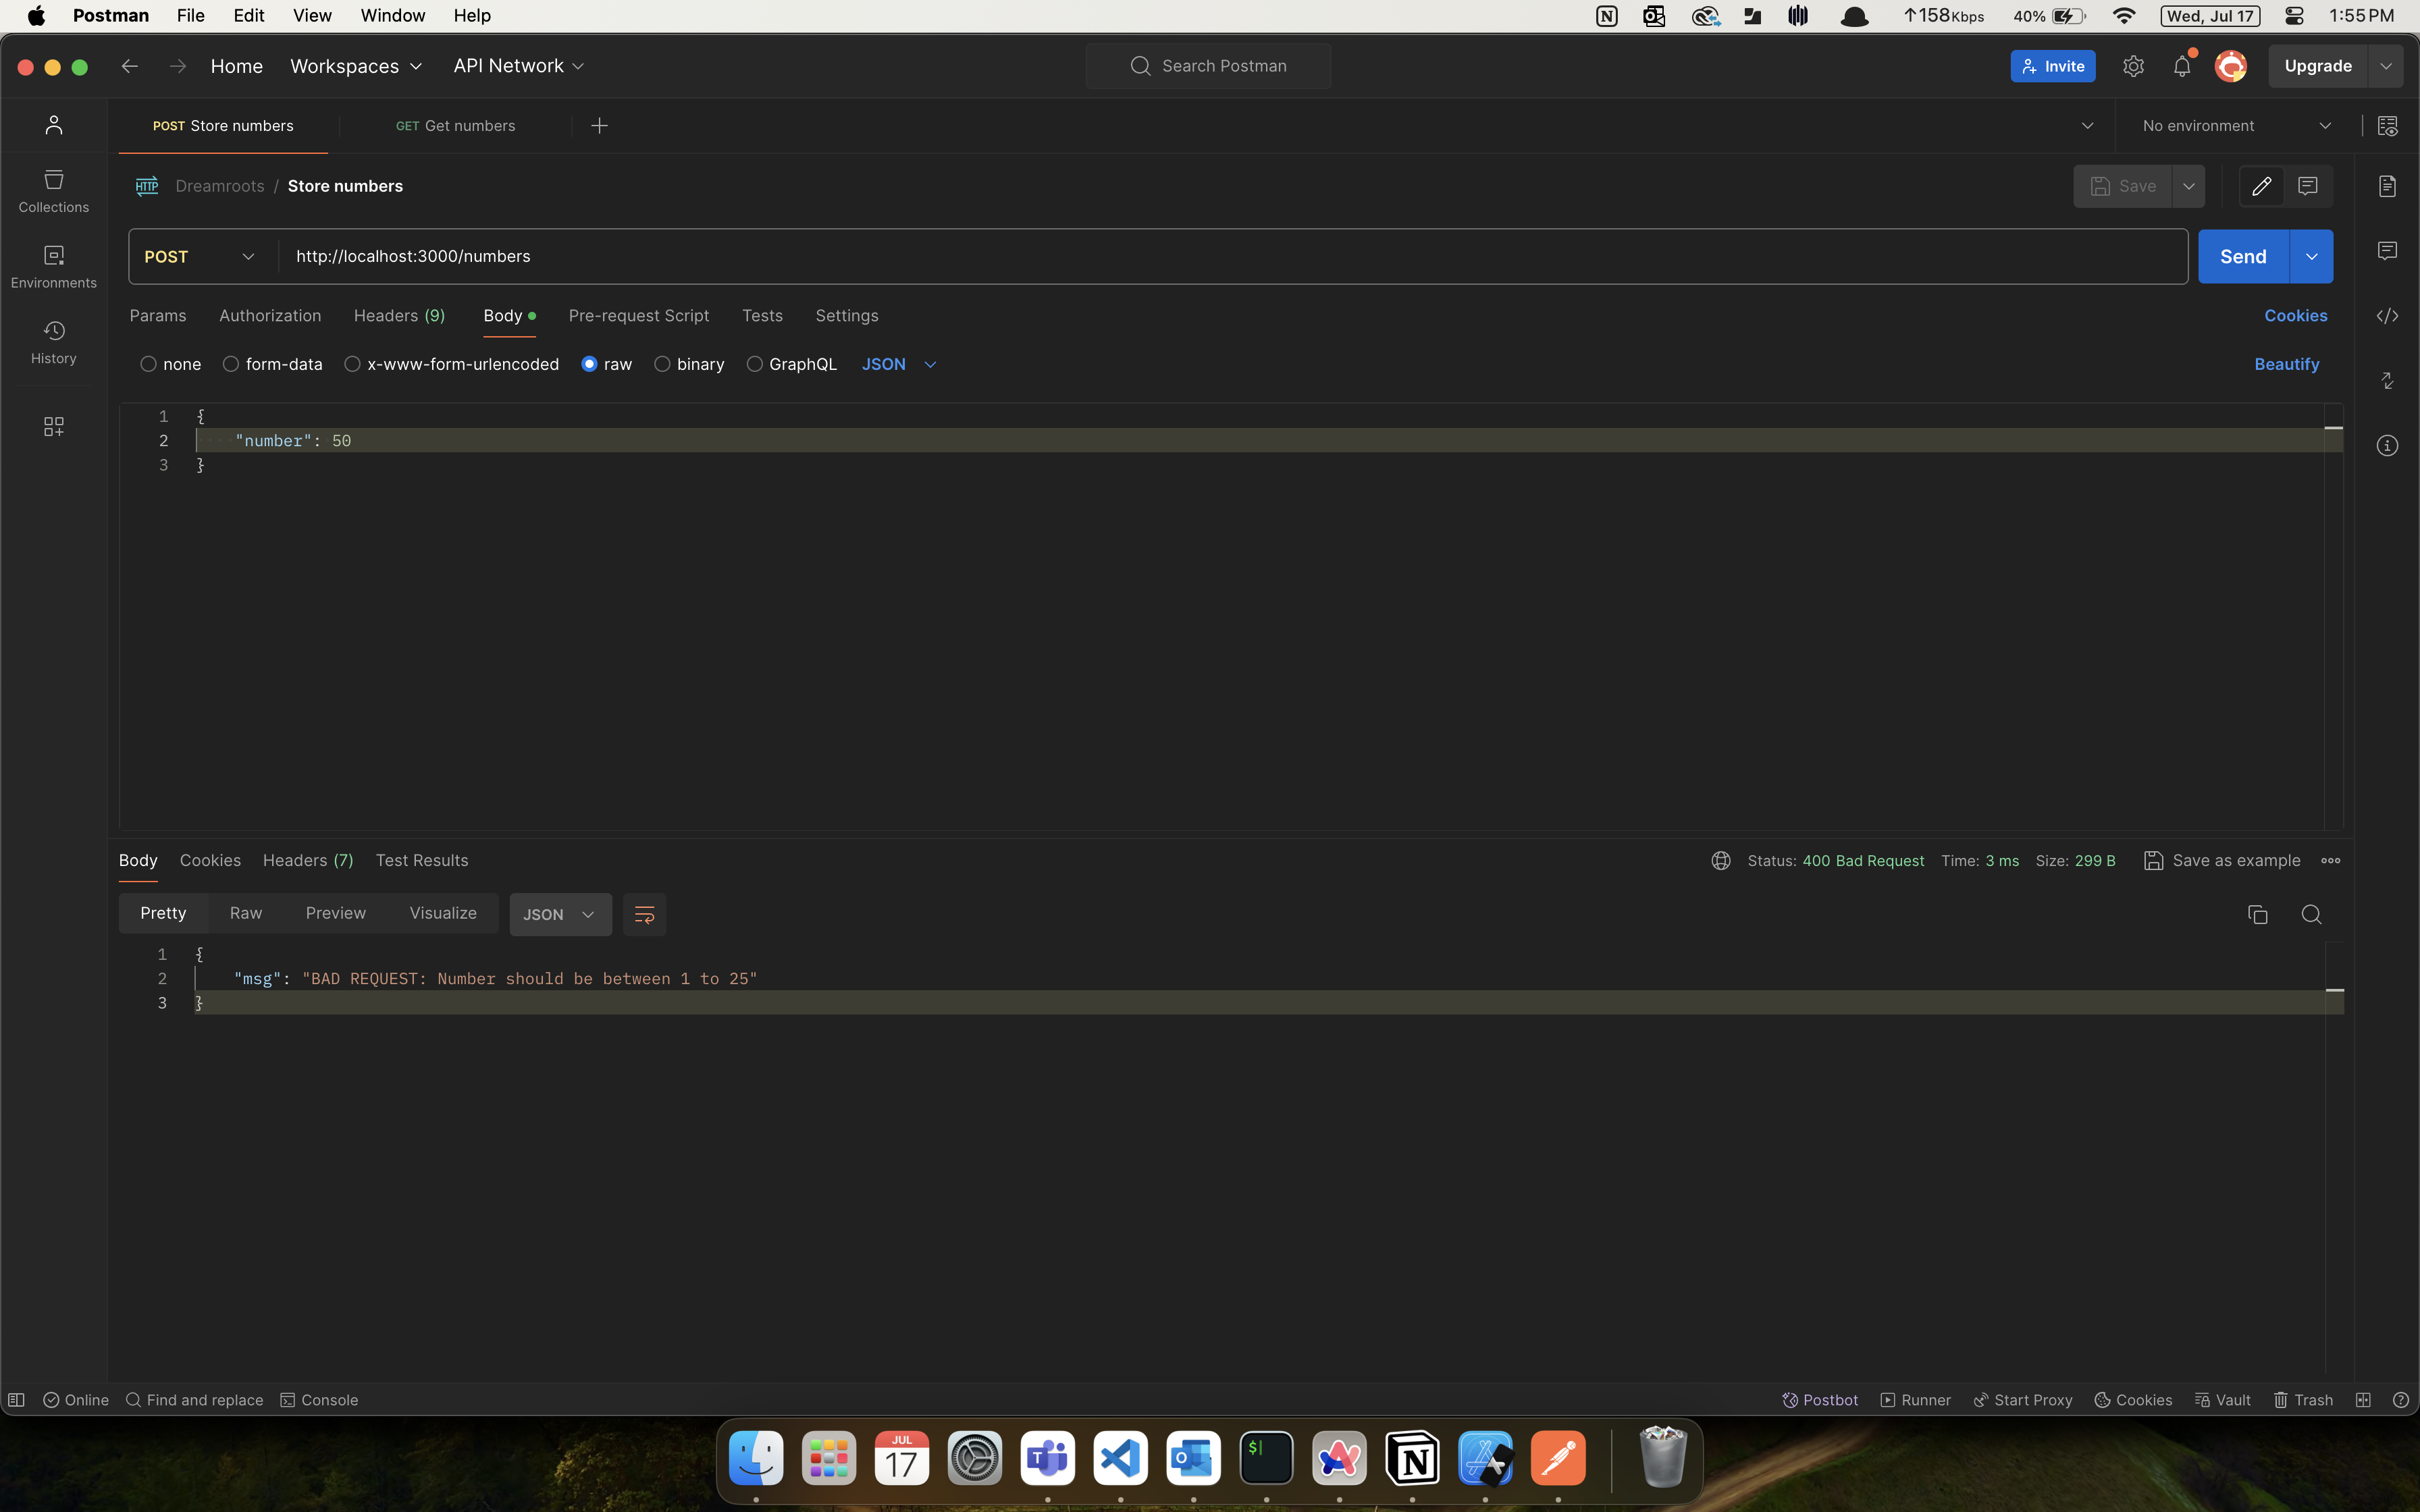 Postman File Edit View Window Help
↑158Kbps 40% Wed, Jul 17 1:55 PM
Home Workspaces API Network
Search Postman
Invite Upgrade
POST Store numbers GET Get numbers
No environment
HTTP Dreamroots / Store numbers
Save
Collections
Environments
History
POST http://localhost:3000/numbers Send
Params Authorization Headers (9) Body Pre-request Script Tests Settings Cookies
none form-data x-www-form-urlencoded raw binary GraphQL JSON Beautify
1 {
2 "number": 50
3 }
Body Cookies Headers (7) Test Results
Status: 400 Bad Request Time: 3 ms Size: 299 B Save as example
Pretty Raw Preview Visualize JSON
1 {
2 "msg": "BAD REQUEST: Number should be between 1 to 25"
3 }
Online Find and replace Console
Postbot Runner Start Proxy Cookies Vault Trash
JUL
17